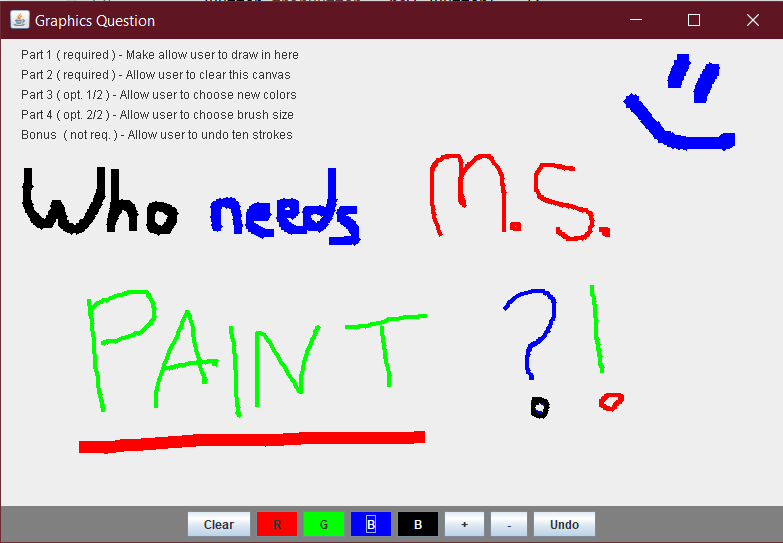 Graphics Question
Part 1 ( required ) - Make allow user to draw in here
Part 2 ( required ) - Allow user to clear this canvas
Part 3 ( opt. 1/2 ) - Allow user to choose new colors
Part 4 ( opt. 2/2 ) - Allow user to choose brush size
Bonus ( not req. ) - Allow user to undo ten strokes
Who needs M.S.
PAINT ?!
Clear R G B B + - Undo